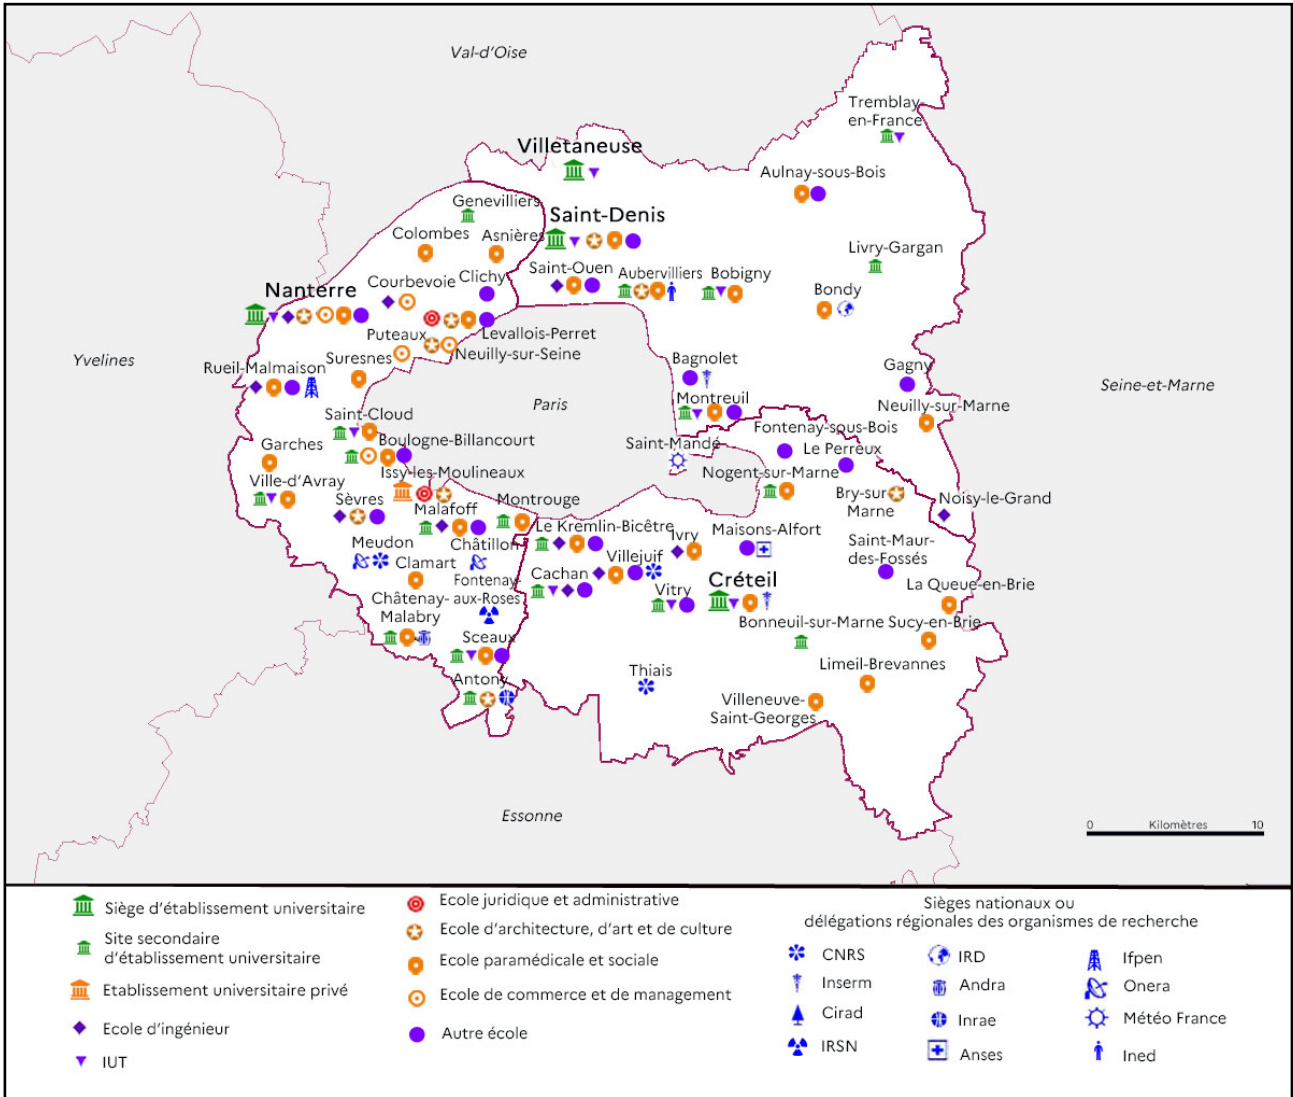 Val-d'Oise
Tremblay-
en-France
Villetaneuse
Aulnay-sous-Bois
Genevilliers
Saint-Denis
Colombes
Asnières
Livry-Gargan
Saint-Ouen
Aubervilliers
Bobigny
Courbevoie
Clichy
Nanterre
Bondy
Puteaux
Levallois-Perret
Neuilly-sur-Seine
Yvelines
Rueil-Malmaison
Suresnes
Bagnolet
Gagny
Seine-et-Marne
Paris
Montreuil
Neuilly-sur-Marne
Saint-Cloud
Fontenay-sous-Bois
Garches
Boulogne-Billancourt
Saint-Mandé
Le Perreux
Issy-les-Moulineaux
Nogent-sur-Marne
Ville-d'Avray
Sèvres
Montrouge
Bry-sur
Marne
Noisy-le-Grand
Malafoff
Le Kremlin-Bicêtre
Ivry
Maisons-Alfort
Meudon
Châtillon
Saint-Maur-
des-Fossés
Clamart
Villejuif
Fontenay-
aux-Roses
Cachan
Vitry
Créteil
La Queue-en-Brie
Châtenay-
Malabry
Bonneuil-sur-Marne
Sucy-en-Brie
Sceaux
Limeil-Brevannes
Thiais
Antony
Villeneuve-
Saint-Georges
Essonne
0 Kilomètres 10
Siège d'établissement universitaire
Site secondaire
d'établissement universitaire
Etablissement universitaire privé
Ecole d'ingénieur
IUT
Ecole juridique et administrative
Ecole d'architecture, d'art et de culture
Ecole paramédicale et sociale
Ecole de commerce et de management
Autre école
Sièges nationaux ou
délégations régionales des organismes de recherche
CNRS
Inserm
Cirad
IRSN
IRD
Andra
Inrae
Anses
Ifpen
Onera
Météo France
Ined